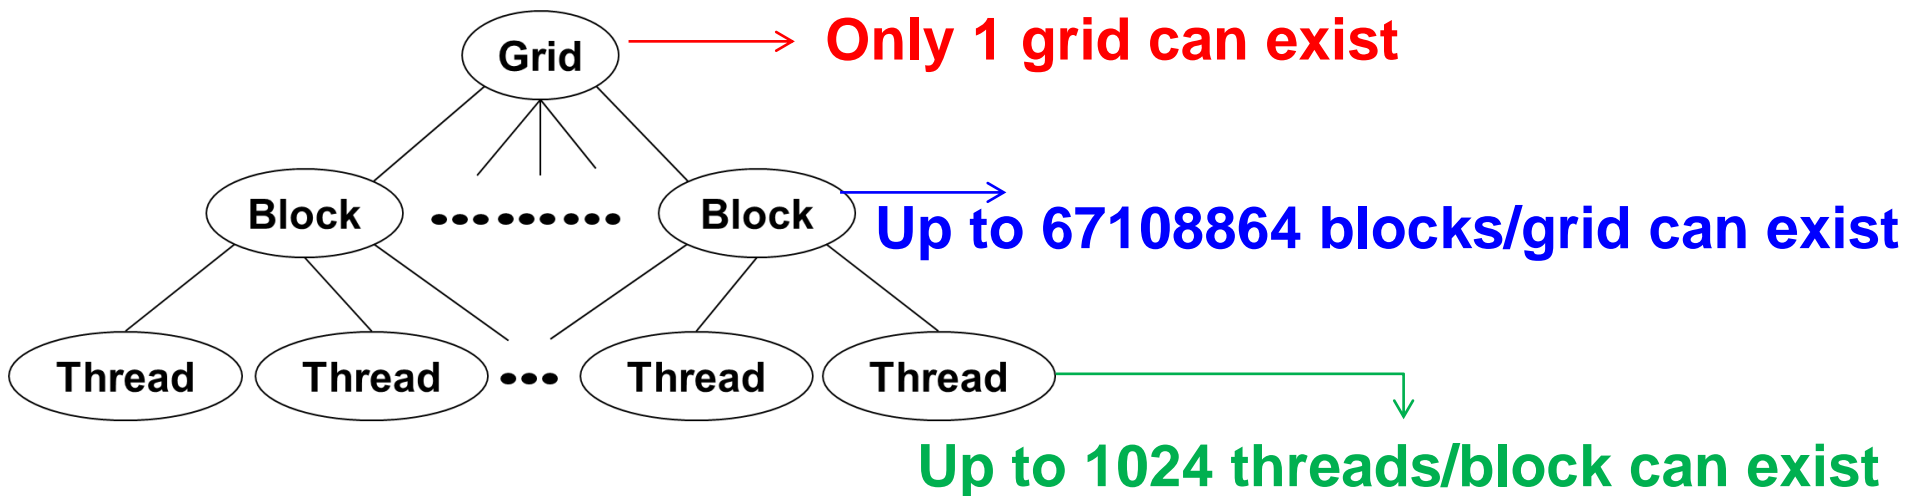 Grid
Only 1 grid can exist
Block
Block
Up to 67108864 blocks/grid can exist
Thread
Thread
Thread
Thread
Up to 1024 threads/block can exist